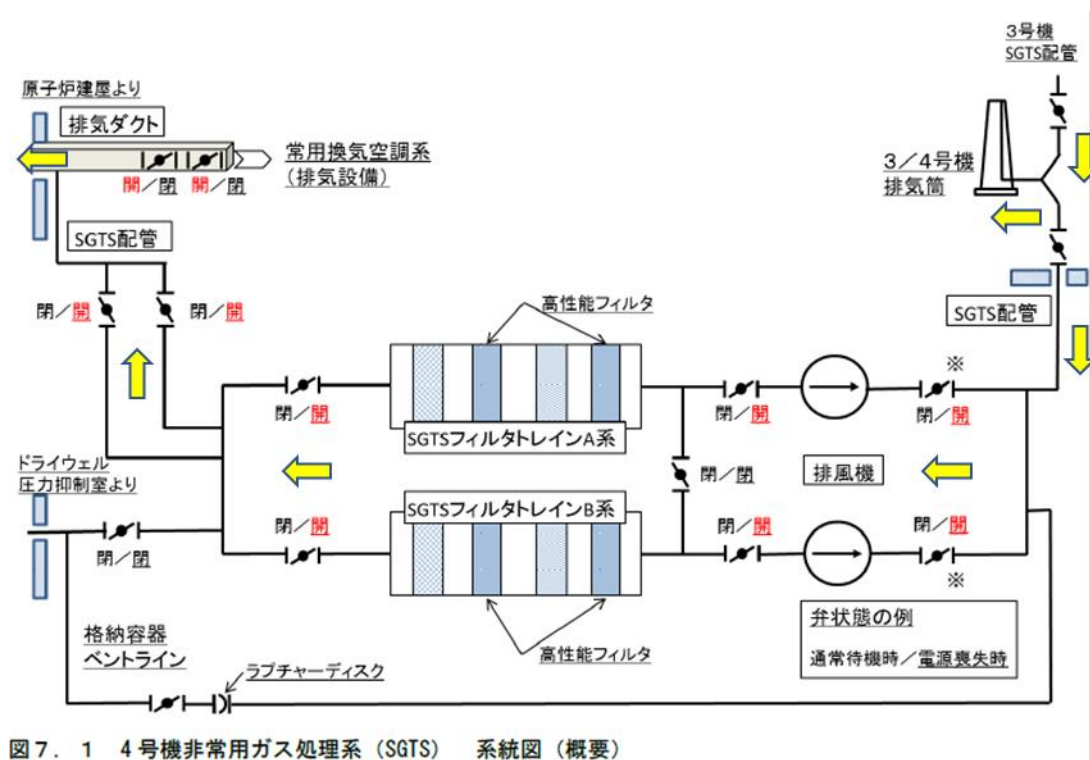 3号機
SGTS配管
原子炉建屋より
排気ダクト
常用換気空調系
(排気設備)
開/閉 開/閉
3/4号機
排気筒
SGTS配管
SGTS配管
閉/開 閉/開
高性能フィルタ
※
閉/開
閉/開
閉/開
SGTSフィルタトレインA系
ドライウェル
圧力抑制室より
閉/閉
排風機
SGTSフィルタトレインB系
閉/開
閉/開
閉/開
閉/閉
※
格納容器
ベントライン
ラプチャーディスク
高性能フィルタ
弁状態の例
通常待機時/電源喪失時
図7.1 4号機非常用ガス処理系(SGTS) 系統図(概要)